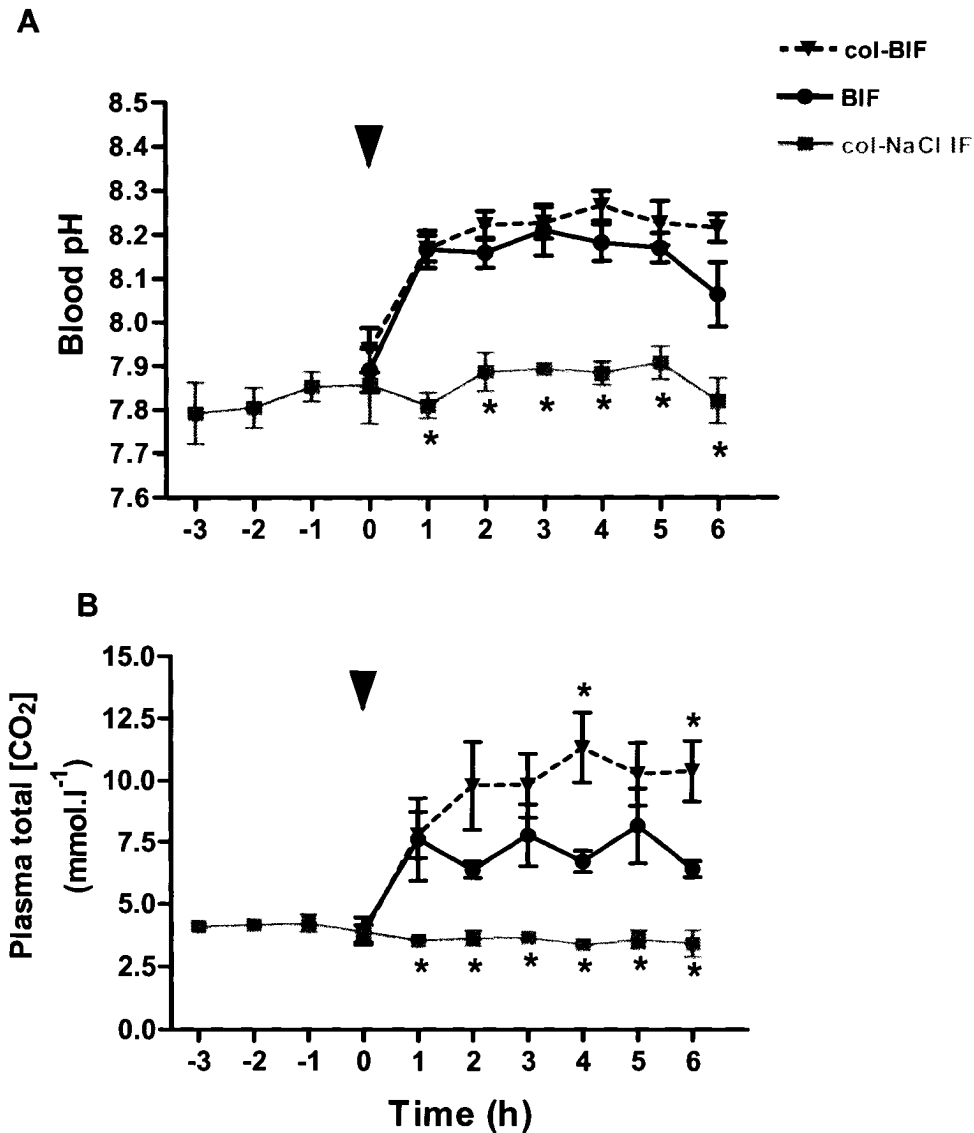 A
col-BIF
BIF
col-NaCl IF
Blood pH
8.5
8.4
8.3
8.2
8.1
8.0
7.9
7.8
7.7
7.6
-3 -2 -1 0 1 2 3 4 5 6
* * * * * *
B
Plasma total [CO₂]
(mmol.l⁻¹)
15.0
12.5
10.0
7.5
5.0
2.5
0.0
* *
* * * * * *
-3 -2 -1 0 1 2 3 4 5 6
Time (h)